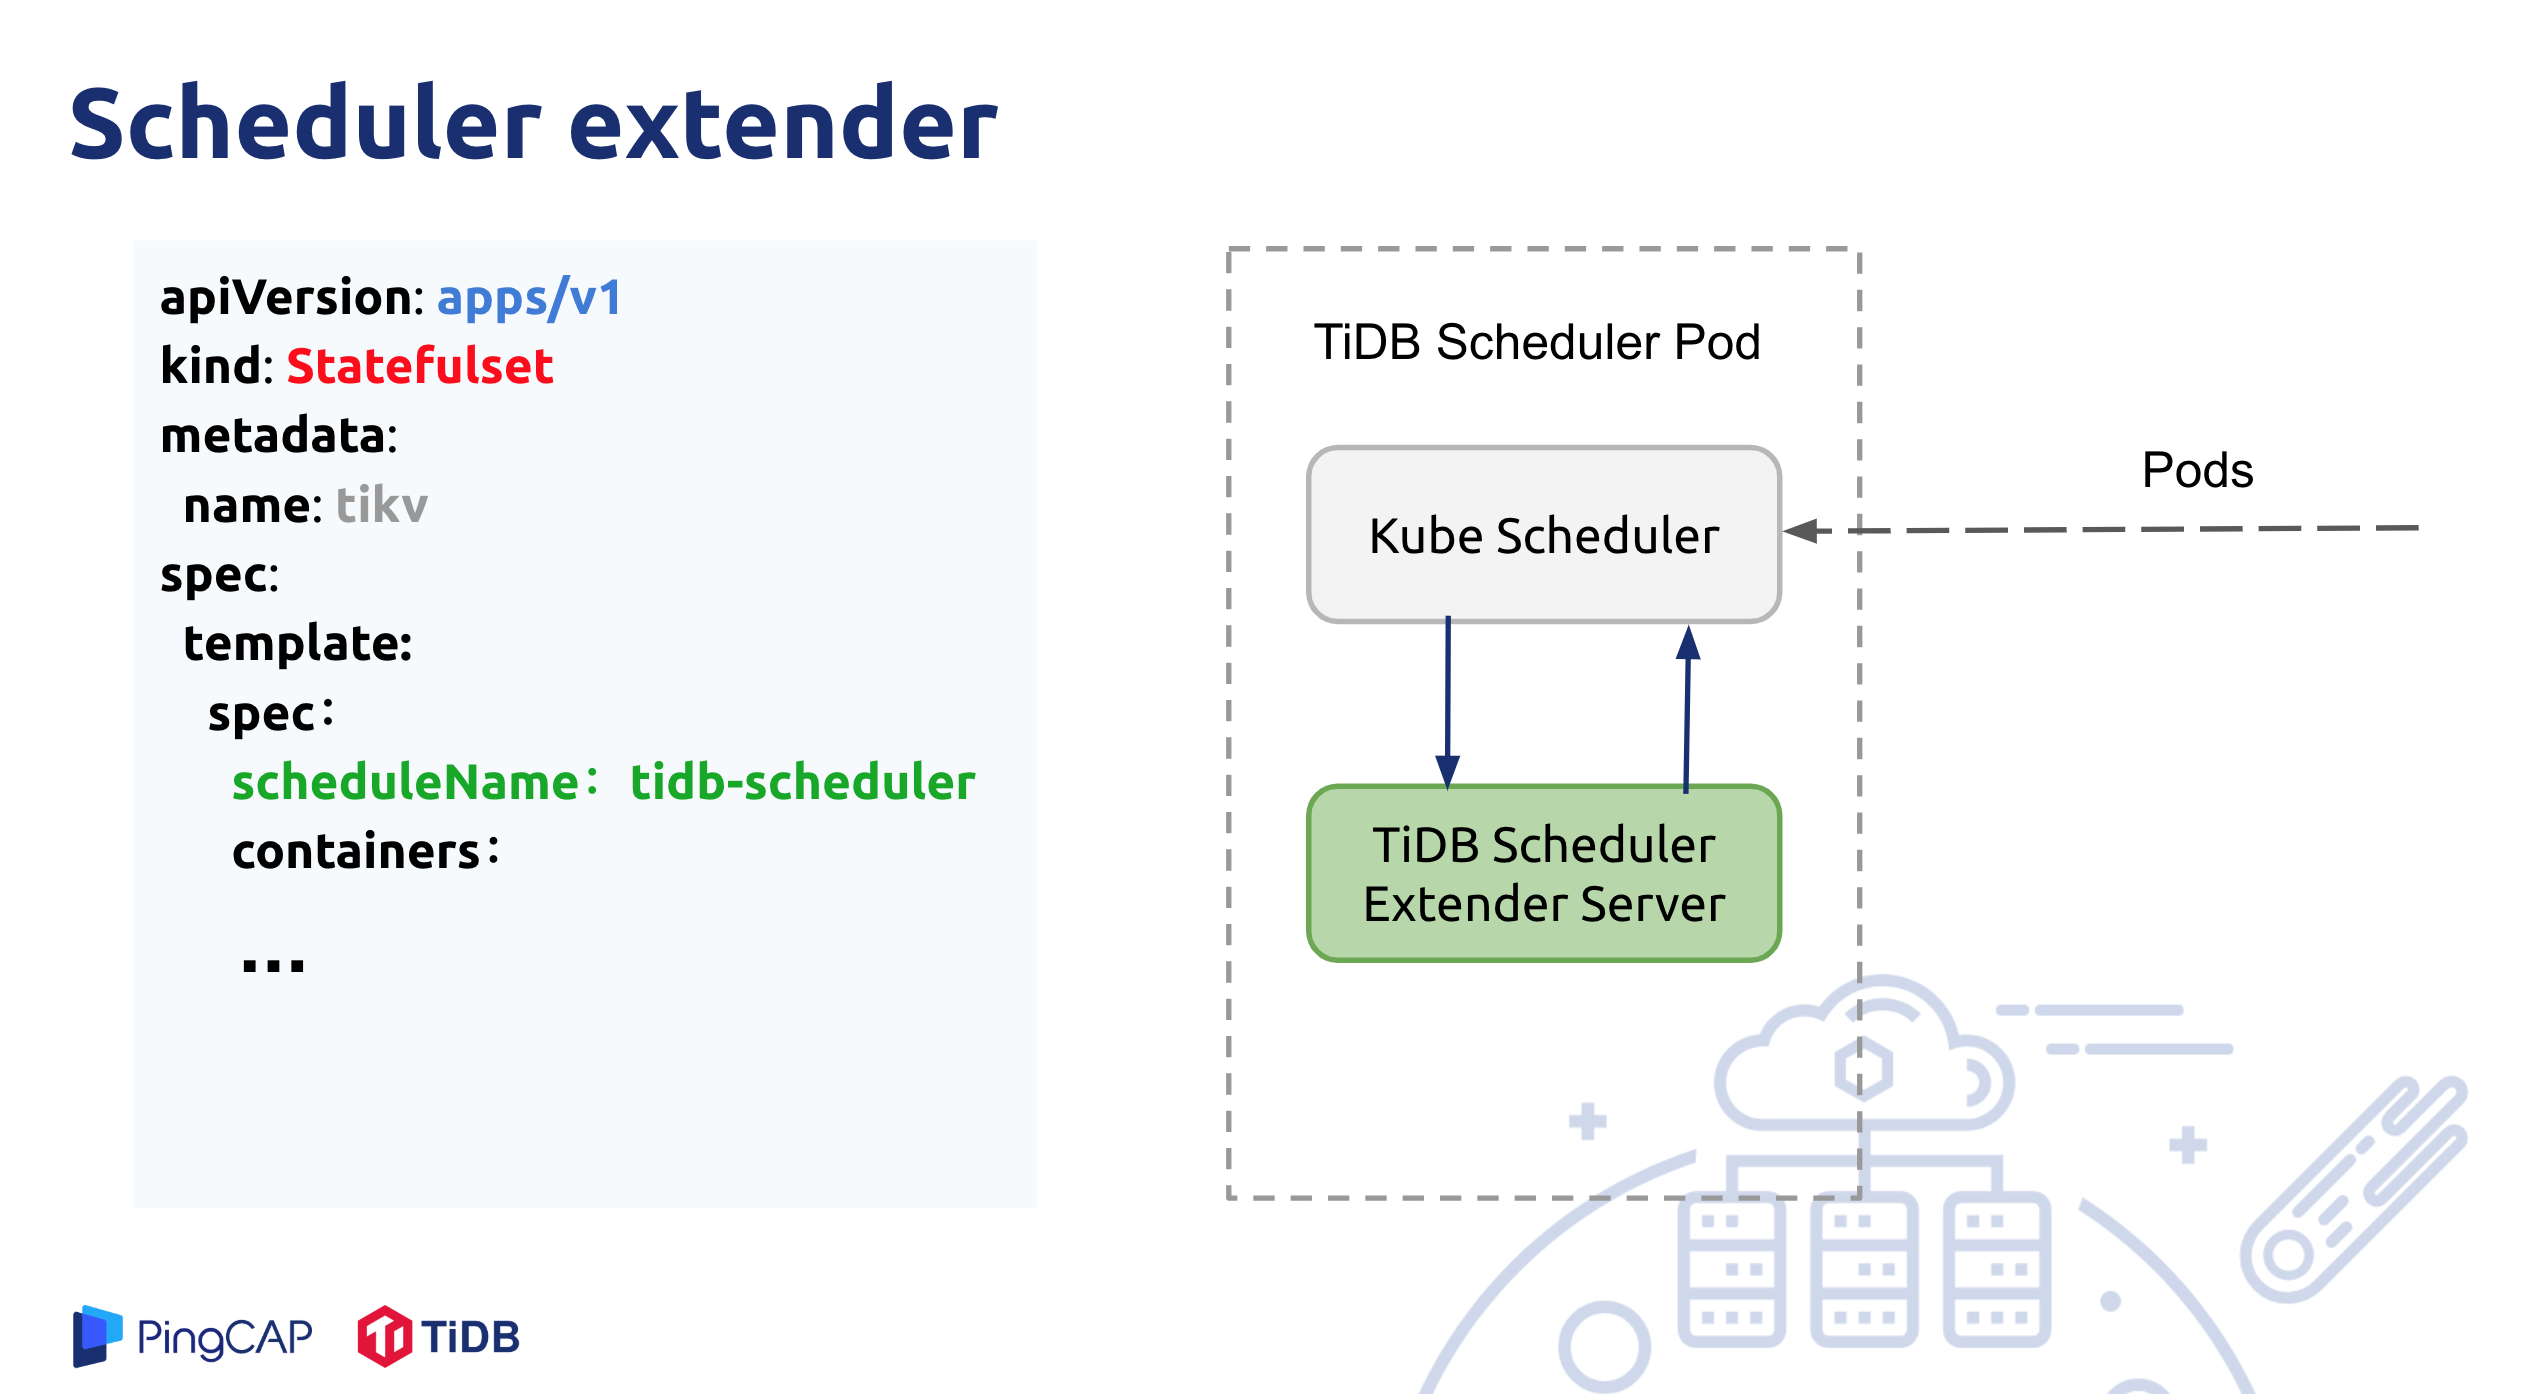 Scheduler extender
apiVersion: apps/v1
kind: Statefulset
metadata:
name: tikv
spec:
template:
spec：
scheduleName： tidb-scheduler
containers：
...
TiDB Scheduler Pod
Kube Scheduler
Pods
TiDB Scheduler
Extender Server
PingCAP
TiDB